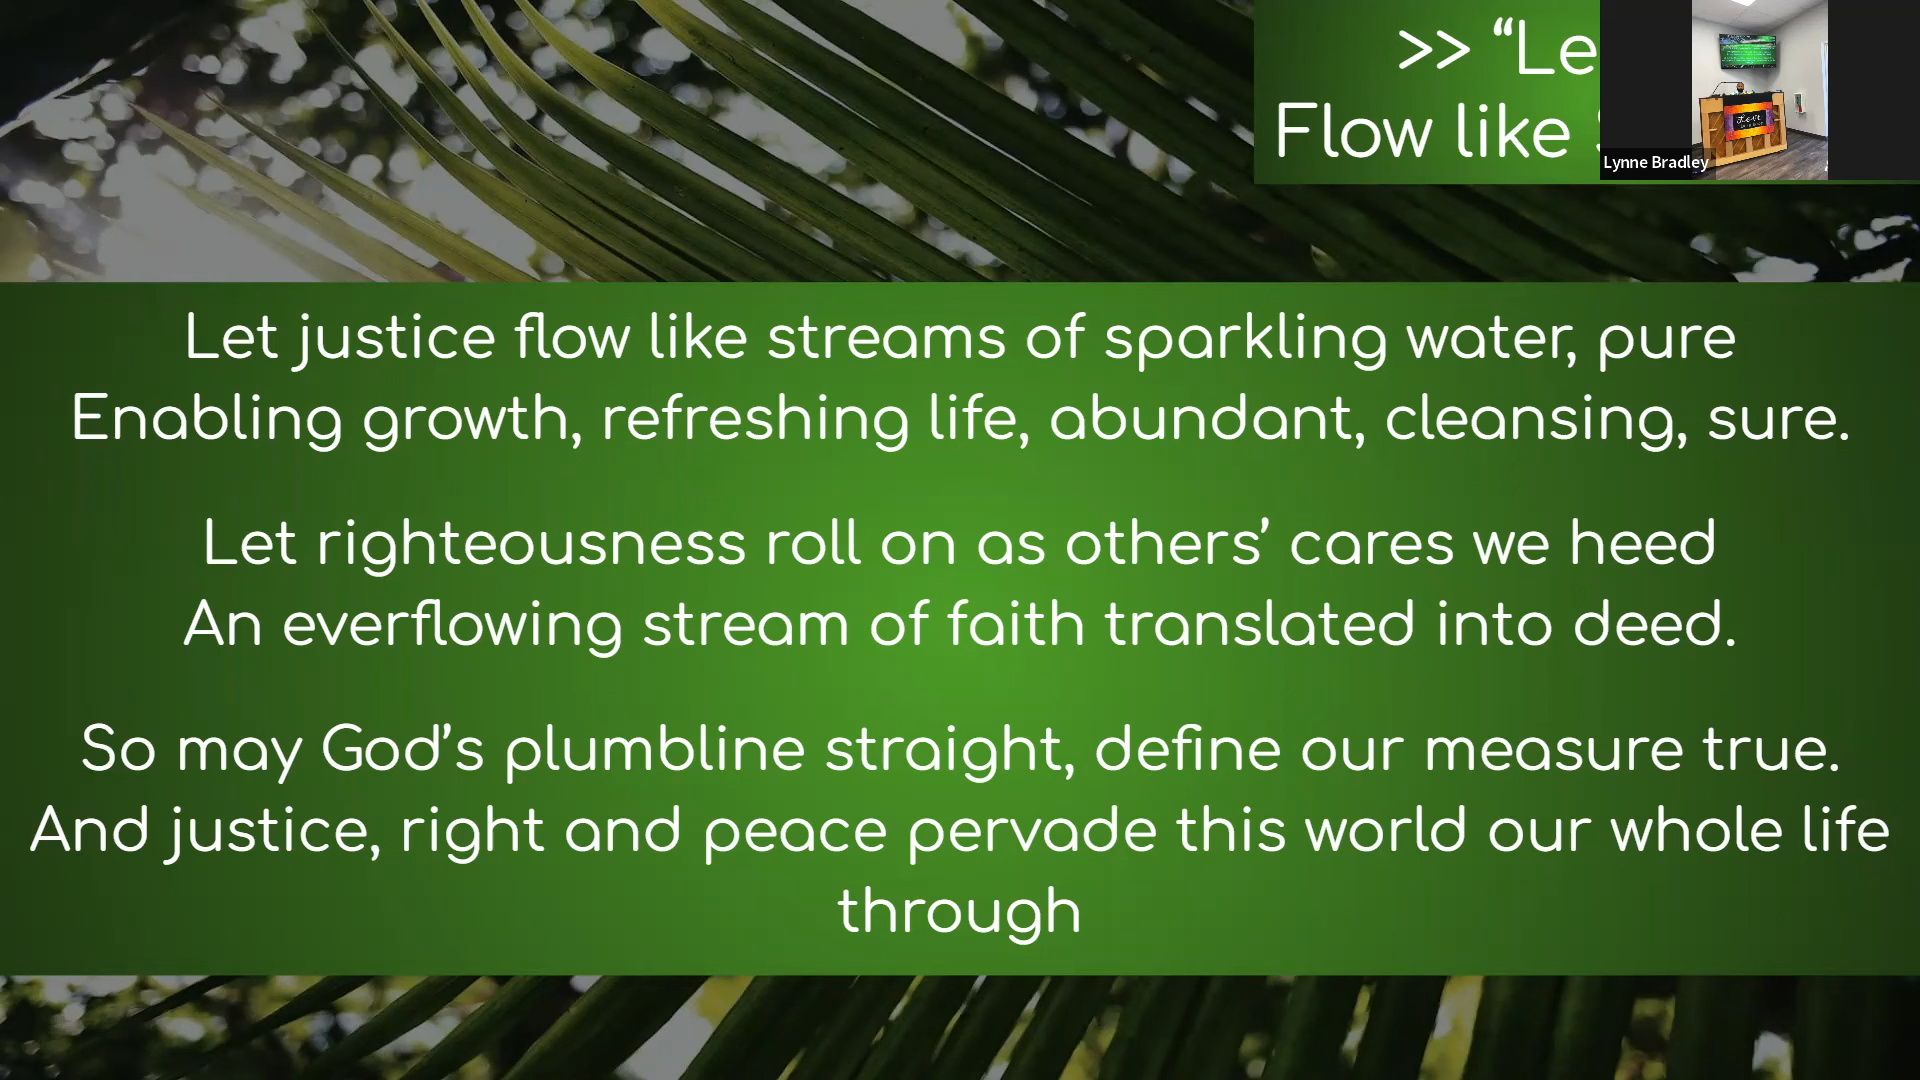 >> “Le
Flow like
Lynne Bradley
Let justice flow like streams of sparkling water, pure
Enabling growth, refreshing life, abundant, cleansing, sure.
Let righteousness roll on as others’ cares we heed
An everflowing stream of faith translated into deed.
So may God’s plumbline straight, define our measure true.
And justice, right and peace pervade this world our whole life
through